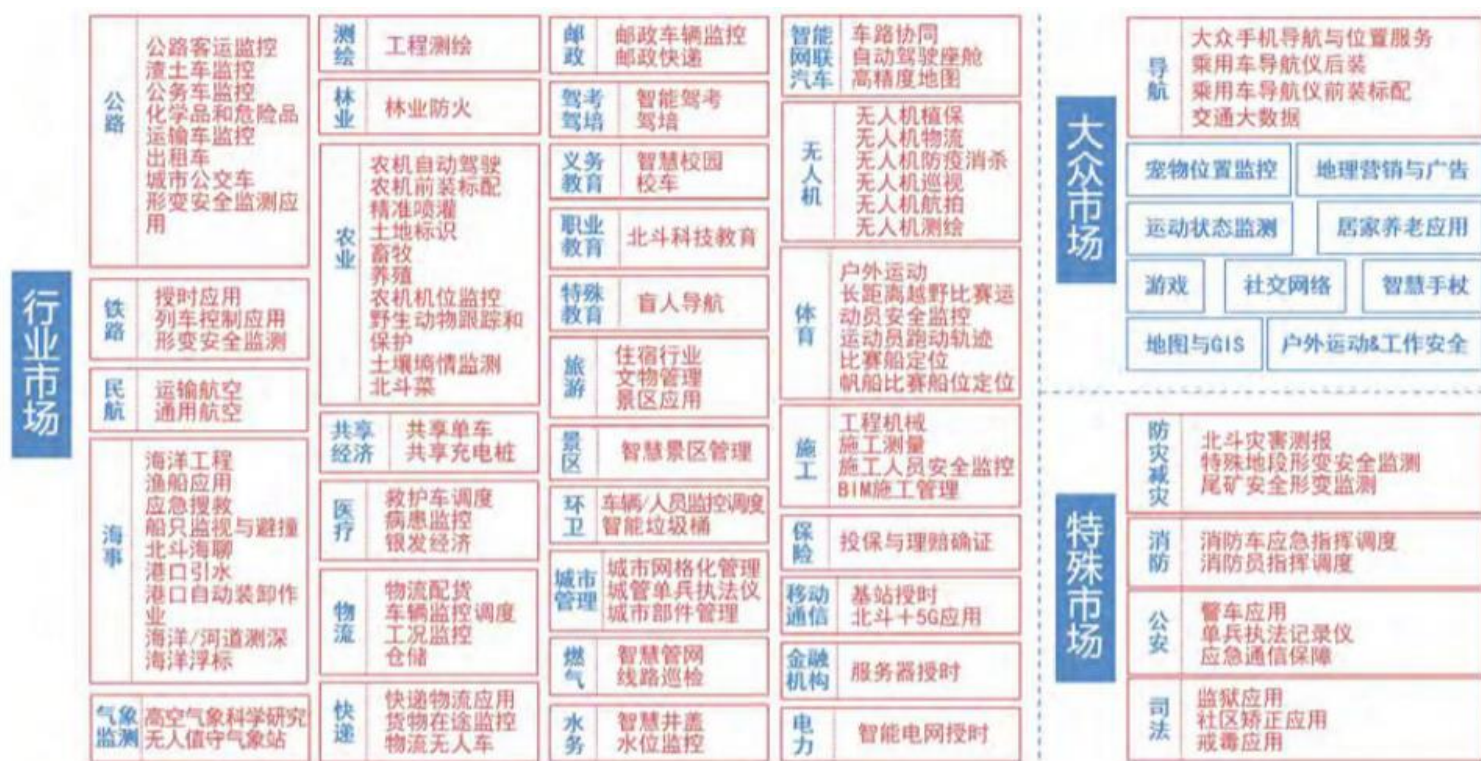 行业市场
公路
公路客运监控
渣土车监控
公务车监控
化学品和危险品
运输车监控
出租车
城市公交车
形变安全监测应
用
铁路
授时应用
列车控制应用
形变安全监测
民航
运输航空
通用航空
海事
海洋工程
渔船应用
应急搜救
船只监视与避撞
北斗海聊
港口引水
港口自动装卸作
业
海洋/河道测深
海洋浮标
气象
监测
高空气象科学研究
无人值守气象站
测绘
工程测绘
林业
林业防火
农业
农机自动驾驶
农机前装标配
精准喷灌
土地标识
畜牧
养殖
农机机位监控
野生动物跟踪和
保护
土壤墒情监测
北斗菜
共享
经济
共享单车
共享充电桩
医疗
救护车调度
病患监控
银发经济
物流
物流配货
车辆监控调度
工况监控
仓储
快递
快递物流应用
货物在途监控
物流无人车
邮政
邮政车辆监控
邮政快递
驾考
驾培
智能驾考
驾培
义务
教育
智慧校园
校车
职业
教育
北斗科技教育
特殊
教育
盲人导航
旅游
住宿行业
文物管理
景区应用
景区
智慧景区管理
环卫
车辆/人员监控调度
智能垃圾桶
城市
管理
城市网格化管理
城管单兵执法仪
城市部件管理
燃气
智慧管网
线路巡检
水务
智慧井盖
水位监控
智能
网联
汽车
车路协同
自动驾驶座舱
高精度地图
无人机
无人机植保
无人机物流
无人机防疫消杀
无人机巡视
无人机航拍
无人机测绘
体育
户外运动
长距离越野比赛运
动员安全监控
运动员跑动轨迹
比赛船定位
帆船比赛船位定位
施工
工程机械
施工测量
施工人员安全监控
BIM施工管理
保险
投保与理赔确证
移动
通信
基站授时
北斗+5G应用
金融
机构
服务器授时
电力
智能电网授时
大众市场
导航
大众手机导航与位置服务
乘用车导航仪后装
乘用车导航仪前装标配
交通大数据
宠物位置监控
地理营销与广告
运动状态监测
居家养老应用
游戏
社交网络
智慧手杖
地图与GIS
户外运动&工作安全
特殊市场
防灾减灾
北斗灾害测报
特殊地段形变安全监测
尾矿安全形变监测
消防
消防车应急指挥调度
消防员指挥调度
公安
警车应用
单兵执法记录仪
应急通信保障
司法
监狱应用
社区矫正应用
戒毒应用